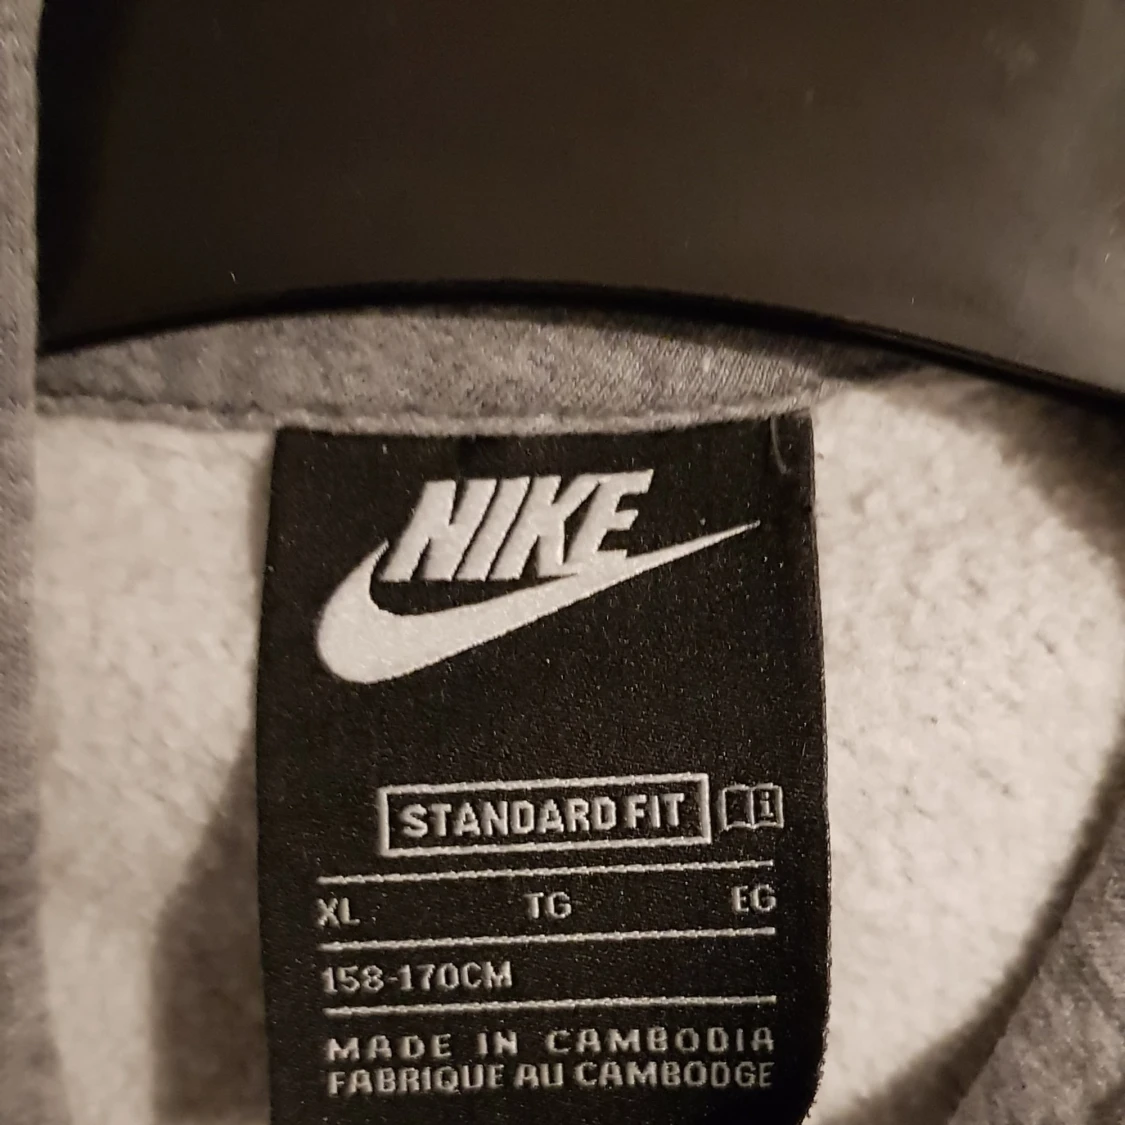 NIKE
STANDARD FIT
XL TG EG
158-170CM
MADE IN CAMBODIA
FABRIQUE AU CAMBODGE